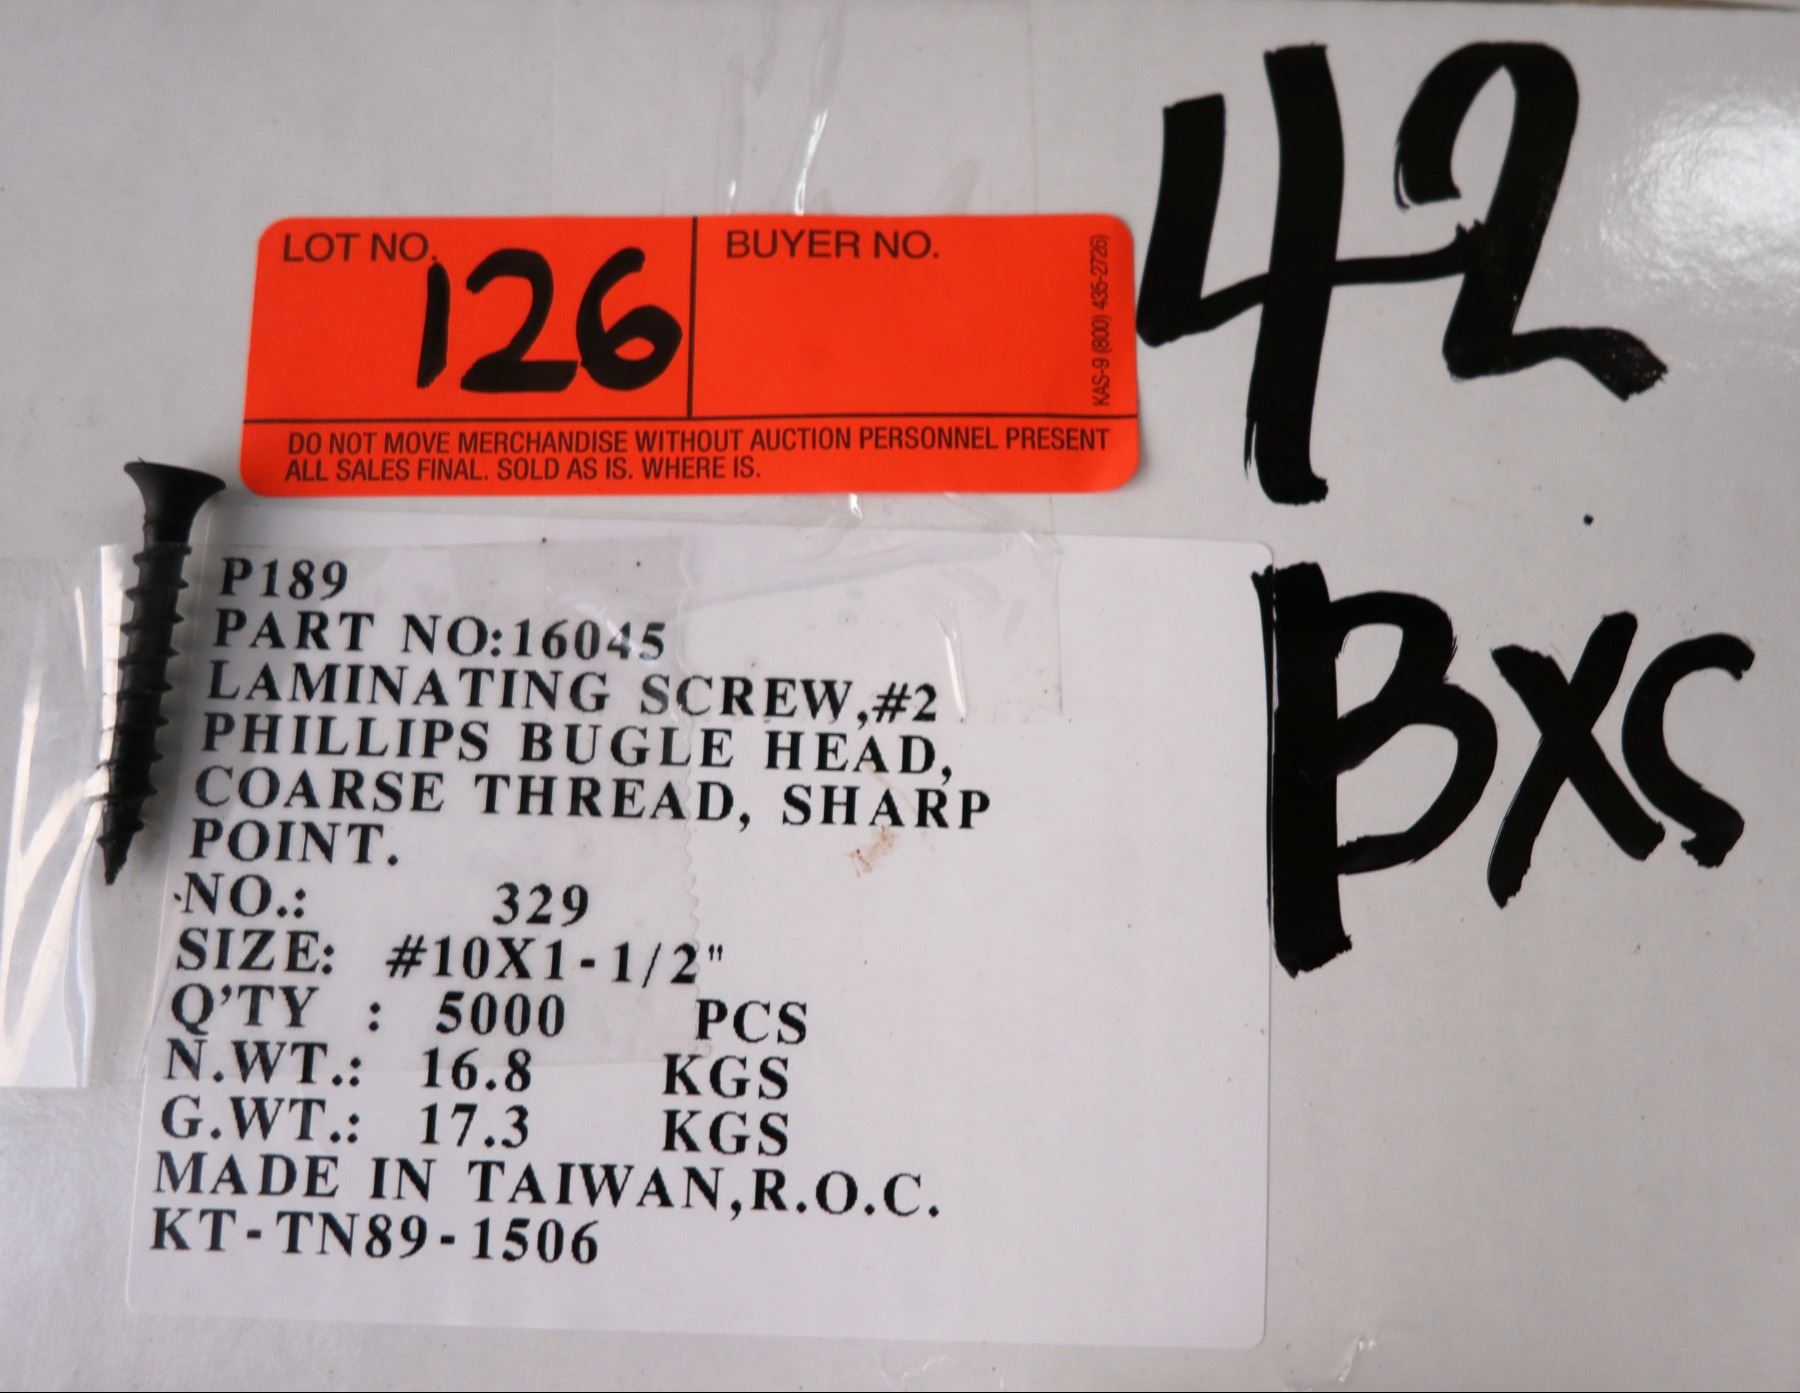 42
BXS
LOT NO.
126
BUYER NO.
KAS-9 (800) 435-2726)
DO NOT MOVE MERCHANDISE WITHOUT AUCTION PERSONNEL PRESENT
ALL SALES FINAL. SOLD AS IS. WHERE IS.
P189
PART NO:16045
LAMINATING SCREW,#2
PHILLIPS BUGLE HEAD,
COARSE THREAD, SHARP
POINT.
NO.: 329
SIZE: #10X1-1/2"
Q'TY : 5000 PCS
N.WT.: 16.8 KGS
G.WT.: 17.3 KGS
MADE IN TAIWAN,R.O.C.
KT-TN89-1506